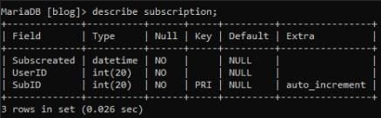 MariaDB [blog]> describe subscription;
+------------+----------+------+-----+---------+----------------+
| Field | Type | Null | Key | Default | Extra |
+------------+----------+------+-----+---------+----------------+
| Subscreated | datetime | NO | | NULL | |
| UserID | int(20) | NO | | NULL | |
| SubID | int(20) | NO | PRI | NULL | auto_increment |
+------------+----------+------+-----+---------+----------------+
3 rows in set (0.026 sec)